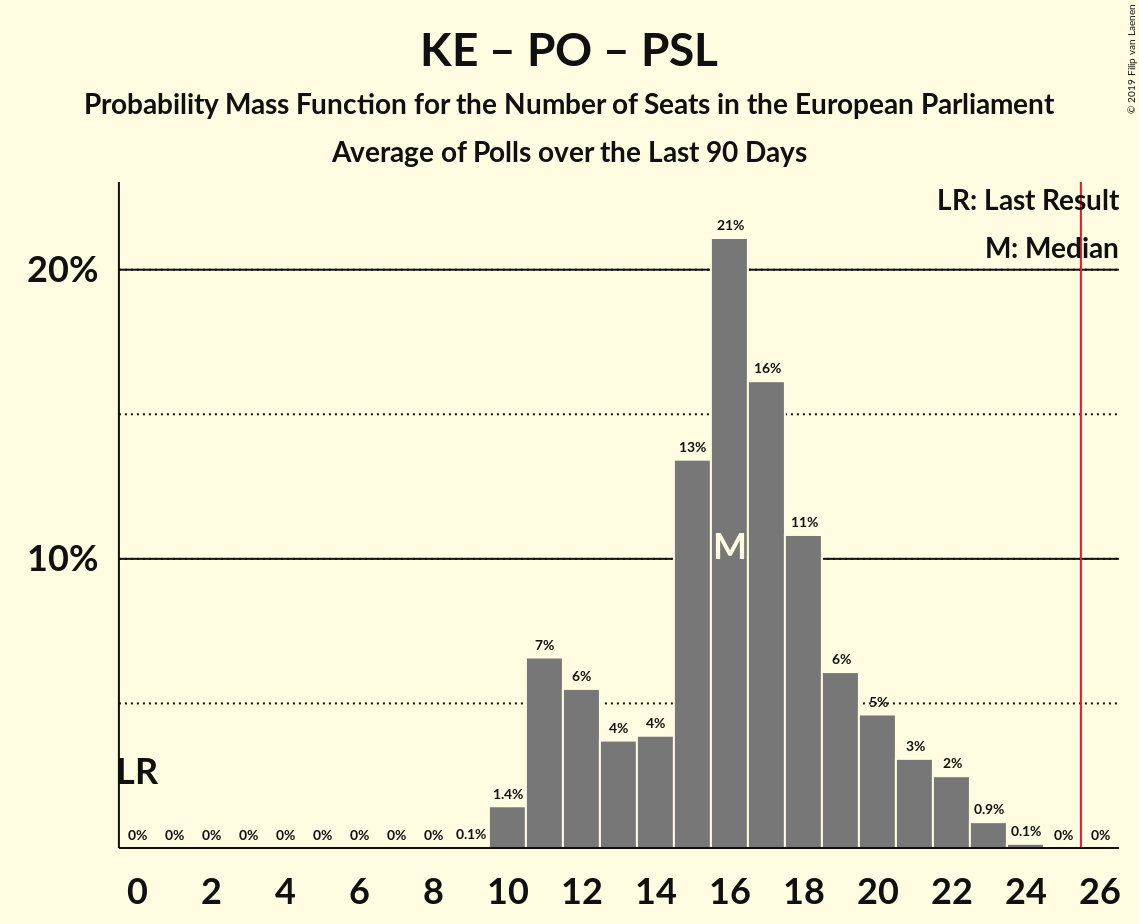 KE – PO – PSL
Probability Mass Function for the Number of Seats in the European Parliament
Average of Polls over the Last 90 Days
© 2019 Filip van Laenen
LR: Last Result
M: Median
20%
10%
21%
16%
13%
11%
7%
6%
4%
4%
6%
5%
3%
2%
1.4%
0.9%
0% 0% 0% 0% 0% 0% 0% 0% 0% 0.1% 0.1% 0% 0%
M
LR
0 2 4 6 8 10 12 14 16 18 20 22 24 26